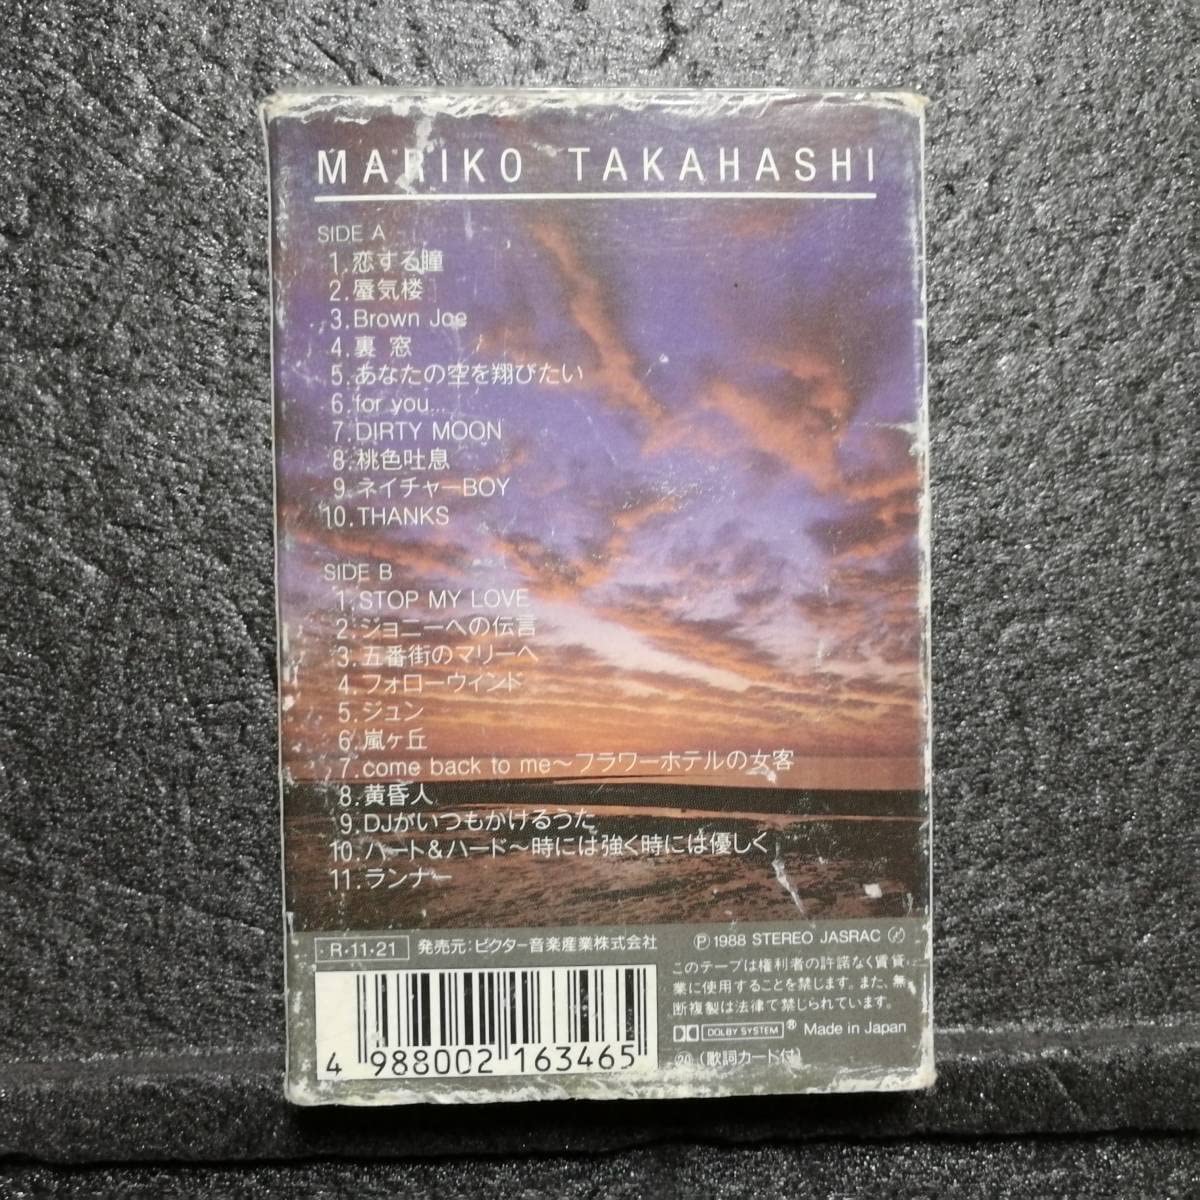 MARIKO TAKAHASHI
SIDE A
1.恋する瞳
2.蜃気楼
3.Brown Joe
4.裏 窓
5.あなたの空を翔びたい
6.for you...
7.DIRTY MOON
8.桃色吐息
9.ネイチャーBOY
10.THANKS
SIDE B
1.STOP MY LOVE
2.ジョニーへの伝言
3.五番街のマリーへ
4.フォローウィンド
5.ジュン
6.嵐ヶ丘
7.come back to me〜フラワーホテルの女客
8.黄昏人
9.DJがいつもかけるうた
10.ハート&ハード〜時には強く時には優しく
11.ランナー
・R・11・21 発売元:ビクター音楽産業株式会社
Ⓟ1988 STEREO JASRAC
このテープは権利者の許諾なく賃貸
業に使用することを禁じます。また、無
断複製は法律で禁じられています。
DOLBY SYSTEM ® Made in Japan
⑳(歌詞カード付)
4 988002 163465